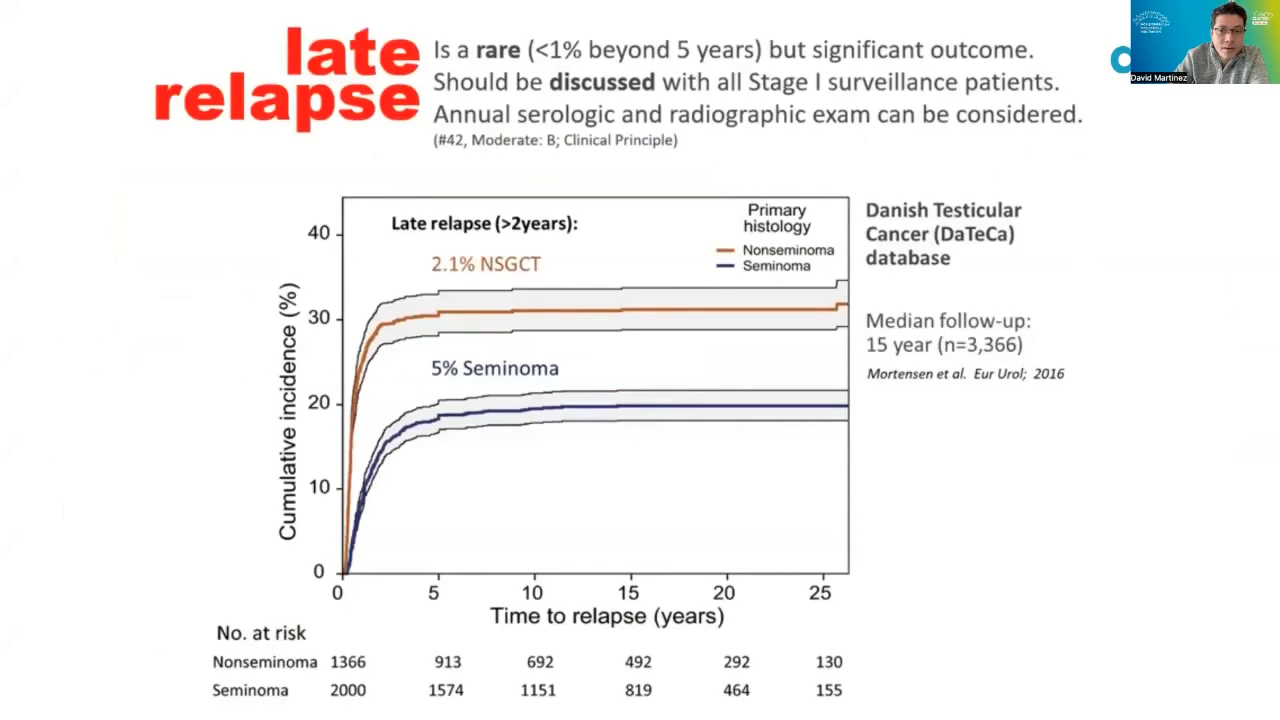 late
relapse
Is a rare (<1% beyond 5 years) but significant outcome.
Should be discussed with all Stage I surveillance patients.
Annual serologic and radiographic exam can be considered.
(#42, Moderate: B; Clinical Principle)
David Martinez
Late relapse (>2years):
2.1% NSGCT
5% Seminoma
Primary
histology
Nonseminoma
Seminoma
Cumulative incidence (%)
40
30
20
10
0
0 5 10 15 20 25
Time to relapse (years)
Danish Testicular
Cancer (DaTeCa)
database
Median follow-up:
15 year (n=3,366)
Mortensen et al. Eur Urol; 2016
No. at risk
Nonseminoma 1366 913 692 492 292 130
Seminoma 2000 1574 1151 819 464 155